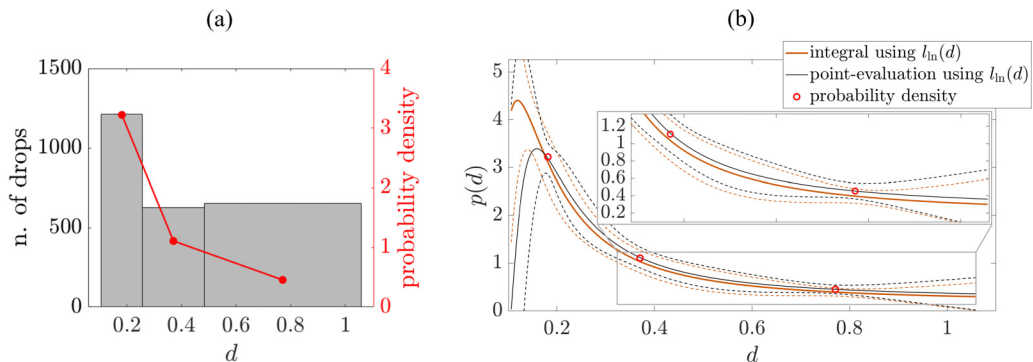 (a)
1500
1000
500
0
n. of drops
0.2 0.4 0.6 0.8 1
d
4
3
2
1
0
probability density
(b)
integral using l_ln(d)
point-evaluation using l_ln(d)
probability density
5
4
3
2
1
0
p(d)
1.2
1
0.8
0.6
0.4
0.2
0.2 0.4 0.6 0.8 1
d